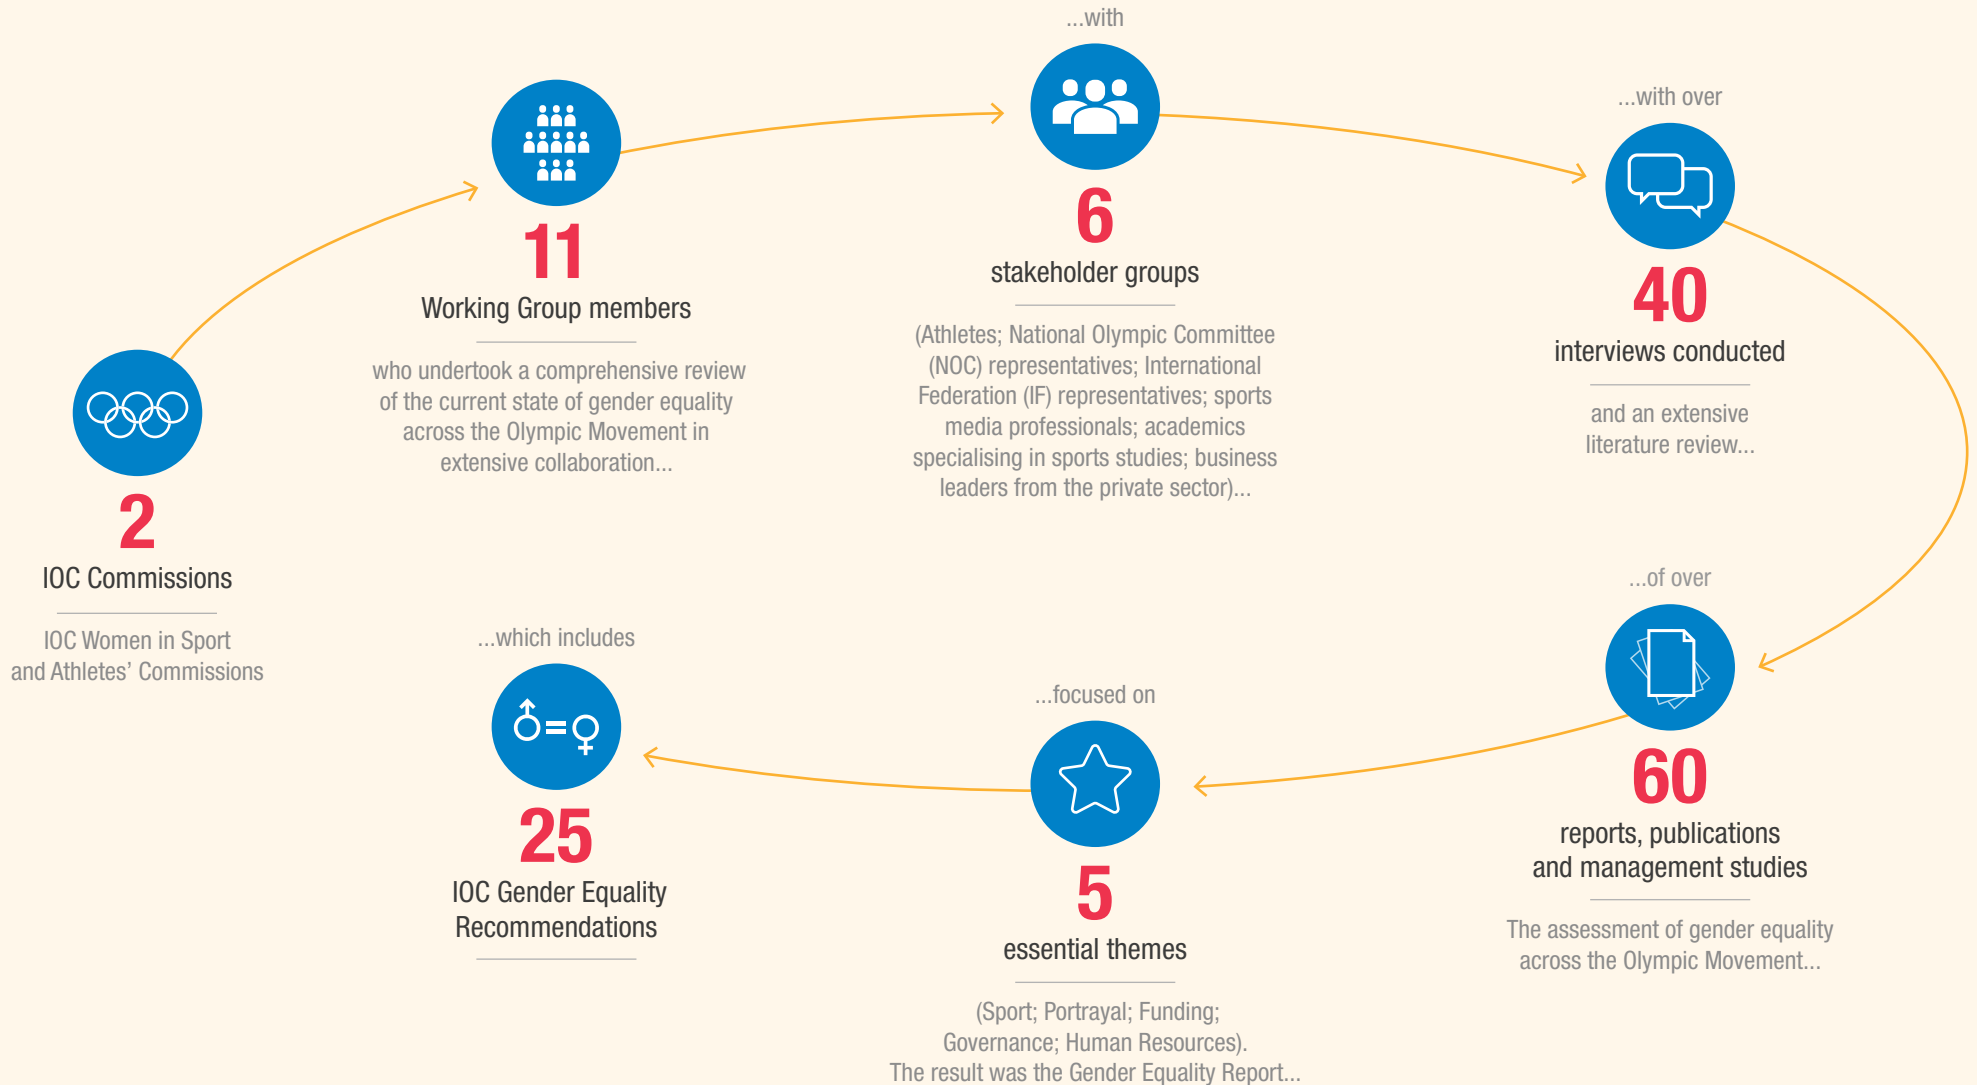 2
IOC Commissions
IOC Women in Sport
and Athletes’ Commissions
11
Working Group members
who undertook a comprehensive review
of the current state of gender equality
across the Olympic Movement in
extensive collaboration...
...with
6
stakeholder groups
(Athletes; National Olympic Committee
(NOC) representatives; International
Federation (IF) representatives; sports
media professionals; academics
specialising in sports studies; business
leaders from the private sector)...
...with over
40
interviews conducted
and an extensive
literature review...
...of over
60
reports, publications
and management studies
The assessment of gender equality
across the Olympic Movement...
...focused on
5
essential themes
(Sport; Portrayal; Funding;
Governance; Human Resources).
The result was the Gender Equality Report...
...which includes
25
IOC Gender Equality
Recommendations